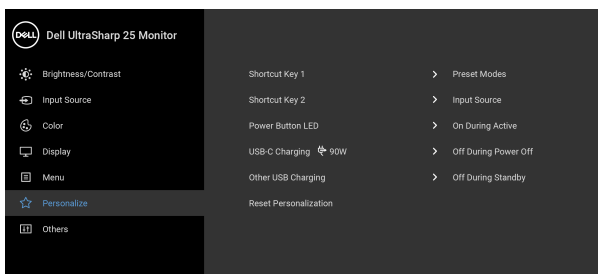 DELL Dell UltraSharp 25 Monitor
Brightness/Contrast
Input Source
Color
Display
Menu
Personalize
Others
Shortcut Key 1 > Preset Modes
Shortcut Key 2 > Input Source
Power Button LED > On During Active
USB-C Charging 90W > Off During Power Off
Other USB Charging > Off During Standby
Reset Personalization